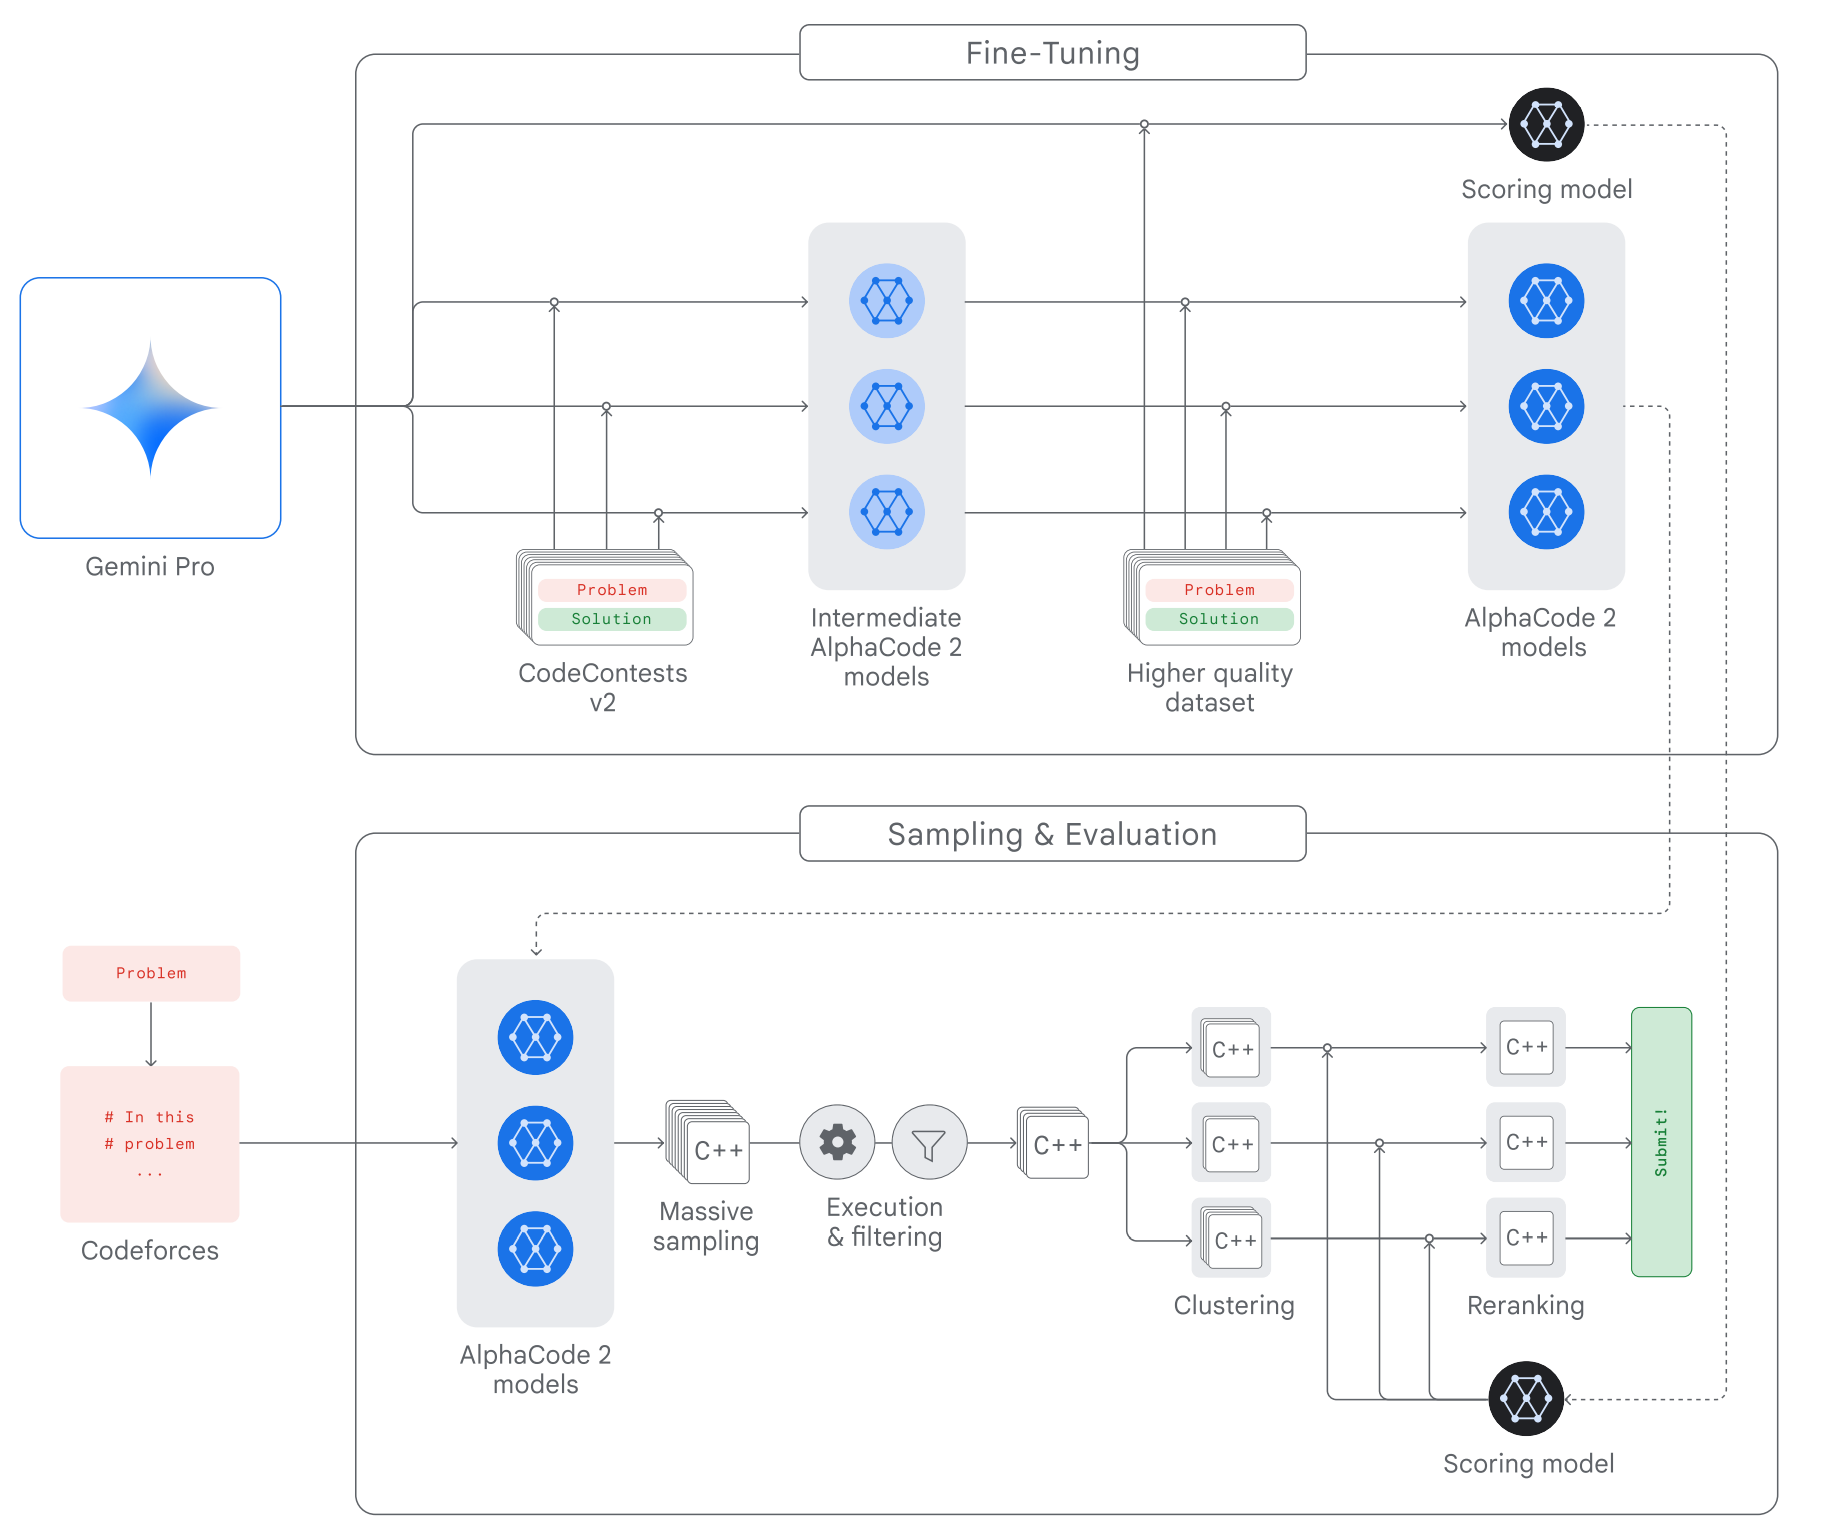 Fine-Tuning
Scoring model
Gemini Pro
Problem
Solution
CodeContests
v2
Intermediate
AlphaCode 2
models
Problem
Solution
Higher quality
dataset
AlphaCode 2
models
Sampling & Evaluation
Problem
# In this
# problem
...
Codeforces
AlphaCode 2
models
C++
Massive
sampling
Execution
& filtering
C++
C++
C++
C++
Clustering
C++
C++
C++
Reranking
Submit!
Scoring model